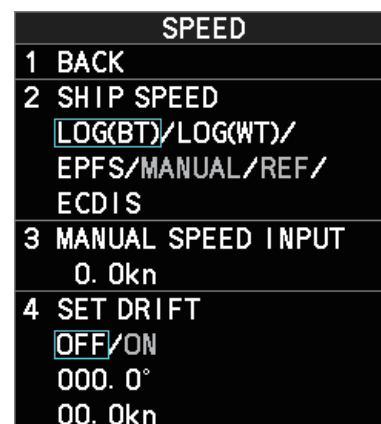 SPEED
1 BACK
2 SHIP SPEED
LOG(BT)/LOG(WT)/
EPFS/MANUAL/REF/
ECDIS
3 MANUAL SPEED INPUT
0.0kn
4 SET DRIFT
OFF/ON
000.0°
00.0kn